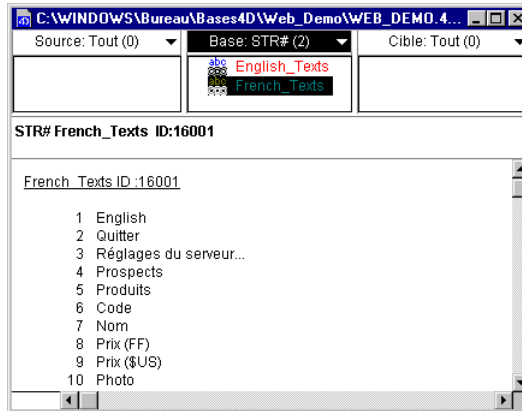 C:\WINDOWS\Bureau\Bases4D\Web_Demo\WEB_DEMO.4...
Source: Tout (0) Base: STR# (2) Cible: Tout (0)
English_Texts
French_Texts
STR# French_Texts ID:16001
French_Texts ID :16001
1 English
2 Quitter
3 Réglages du serveur...
4 Prospects
5 Produits
6 Code
7 Nom
8 Prix (FF)
9 Prix ($US)
10 Photo